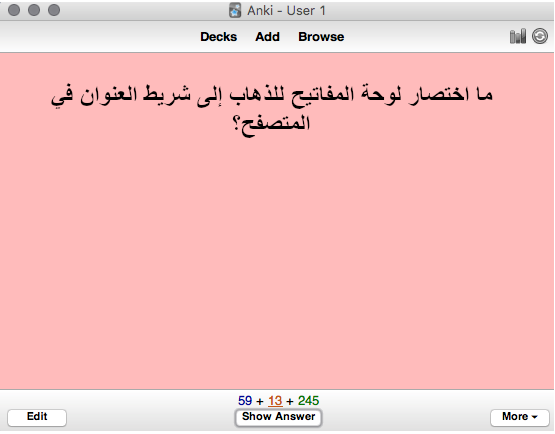 Anki - User 1
Decks Add Browse
ما اختصار لوحة المفاتيح للذهاب إلى شريط العنوان في
المتصفح؟
59 + 13 + 245
Edit Show Answer More